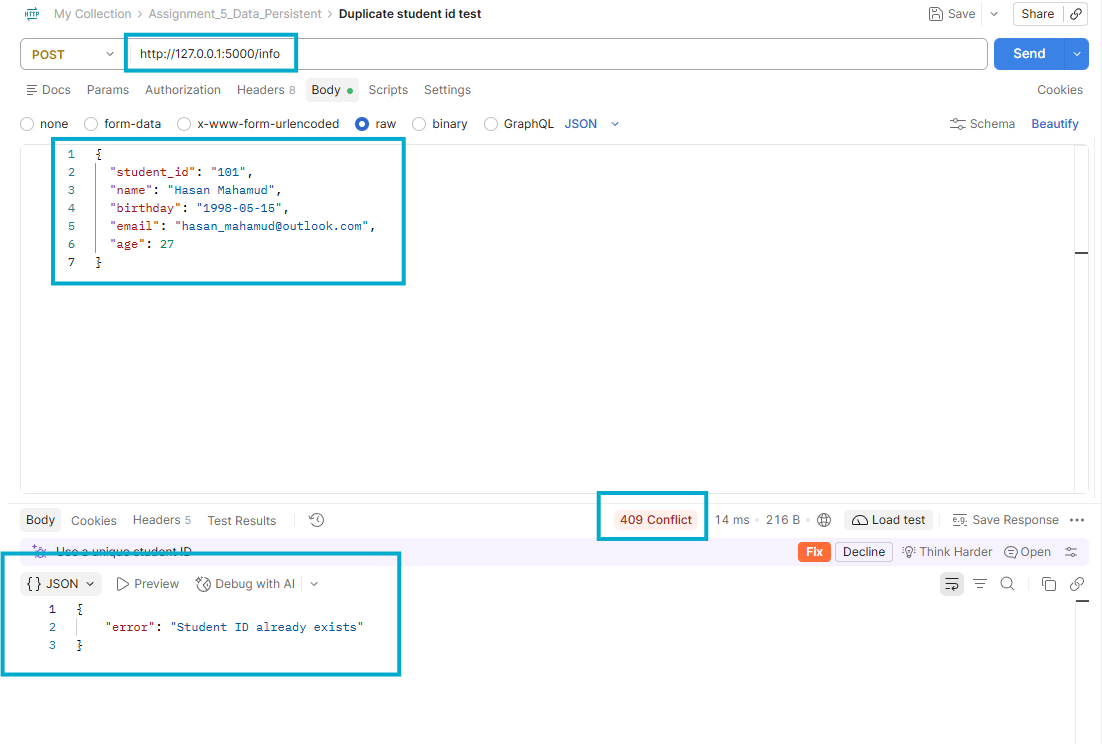 HTTP My Collection > Assignment_5_Data_Persistent > Duplicate student id test Save Share
POST http://127.0.0.1:5000/info Send
Docs Params Authorization Headers 8 Body Scripts Settings Cookies
none form-data x-www-form-urlencoded raw binary GraphQL JSON Schema Beautify
1 {
2 "student_id": "101",
3 "name": "Hasan Mahamud",
4 "birthday": "1998-05-15",
5 "email": "hasan_mahamud@outlook.com",
6 "age": 27
7 }
Body Cookies Headers 5 Test Results 409 Conflict 14 ms 216 B Load test e.g. Save Response
Use a unique student ID Fix Decline Think Harder Open
{} JSON Preview Debug with AI
1 {
2 "error": "Student ID already exists"
3 }